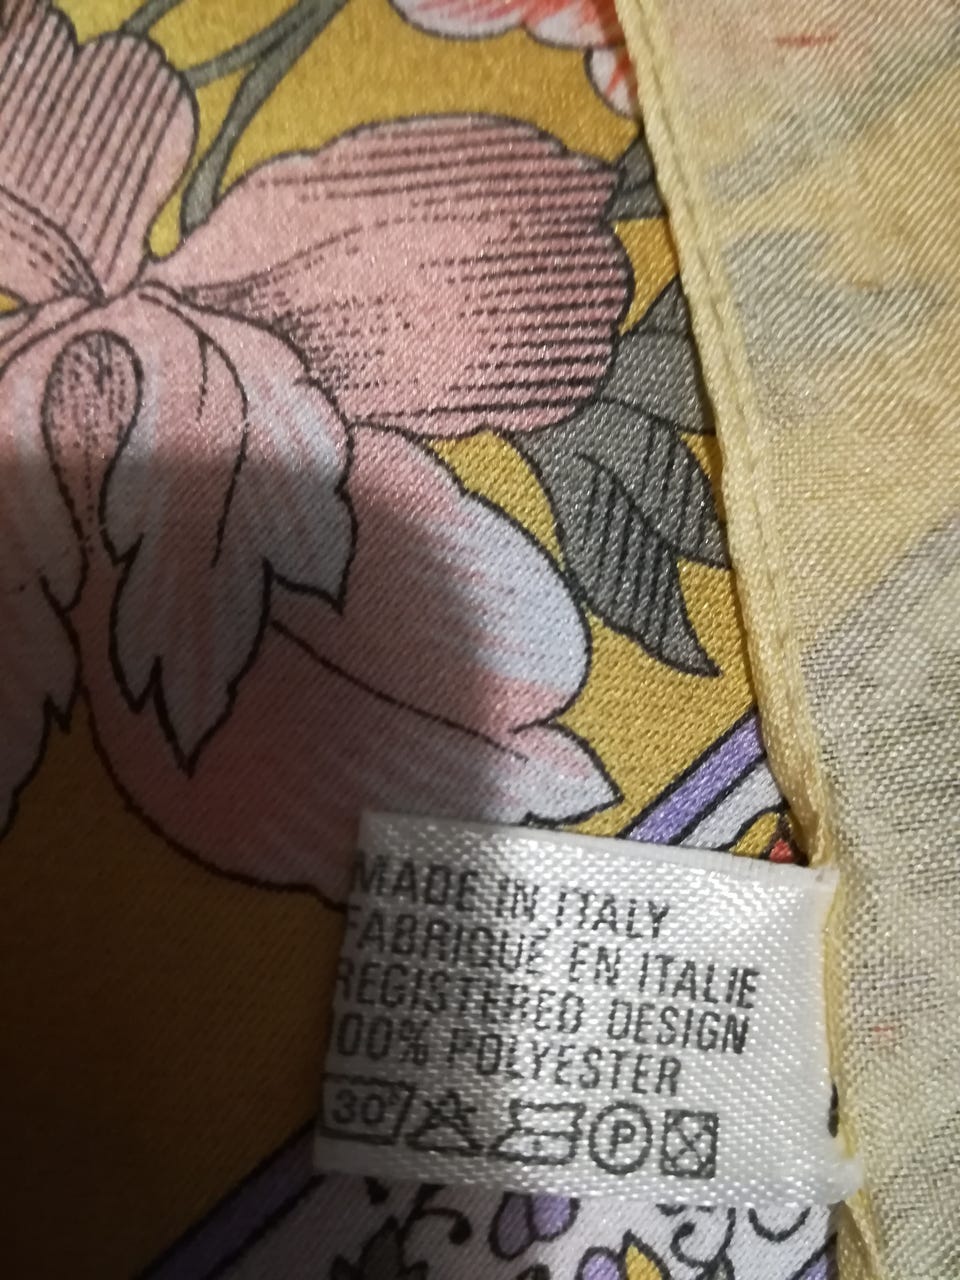 MADE IN ITALY
FABRIQUÉ EN ITALIE
REGISTERED DESIGN
00% POLYESTER
30°
P